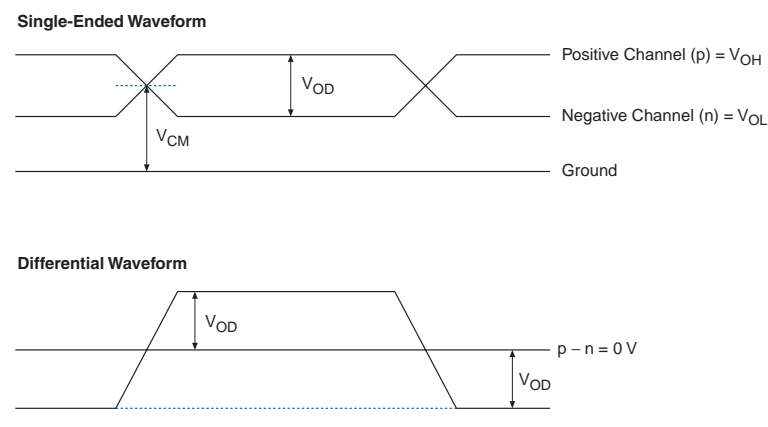 Single-Ended Waveform
Positive Channel (p) = VOH
VOD
Negative Channel (n) = VOL
VCM
Ground
Differential Waveform
VOD
p − n = 0 V
VOD